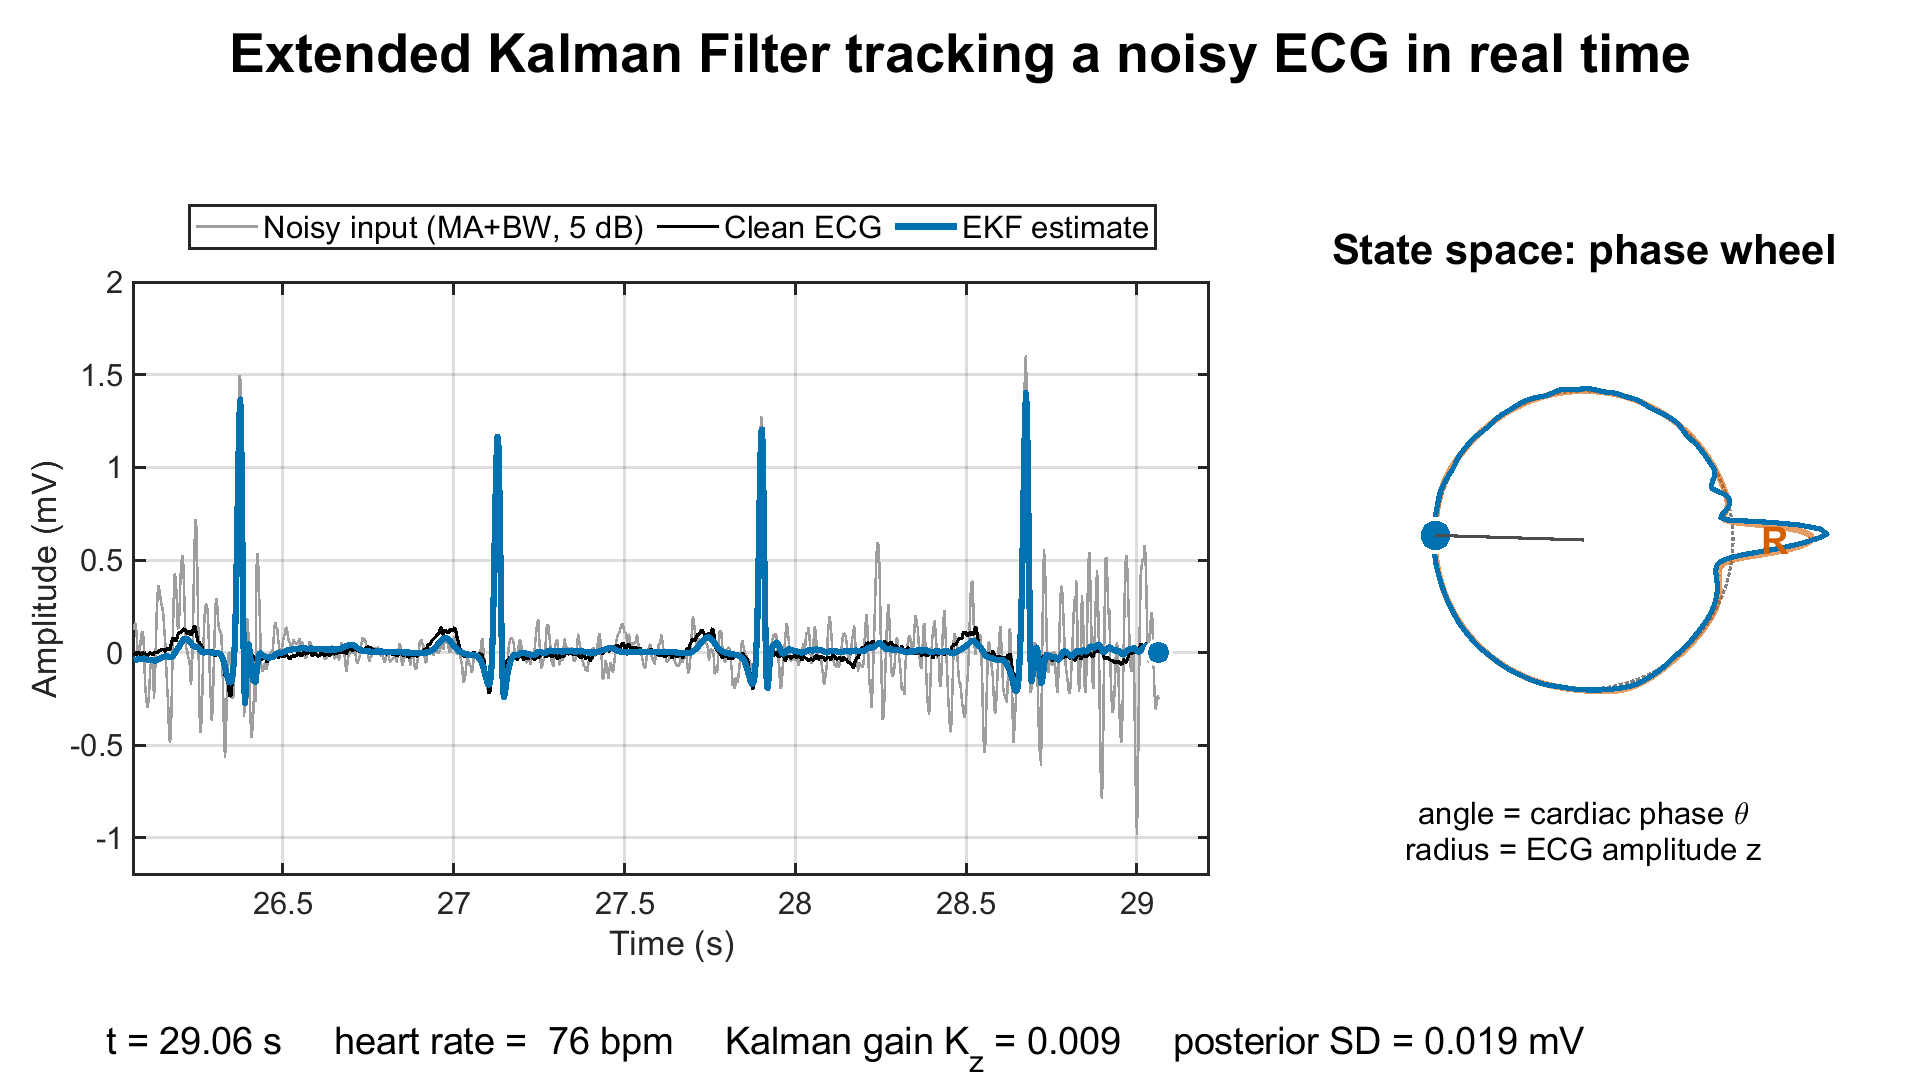 Extended Kalman Filter tracking a noisy ECG in real time
Noisy input (MA+BW, 5 dB) Clean ECG EKF estimate
State space: phase wheel
2
1.5
1
0.5
0
-0.5
-1
Amplitude (mV)
26.5 27 27.5 28 28.5 29
Time (s)
R
angle = cardiac phase θ
radius = ECG amplitude z
t = 29.06 s heart rate = 76 bpm Kalman gain K_z = 0.009 posterior SD = 0.019 mV